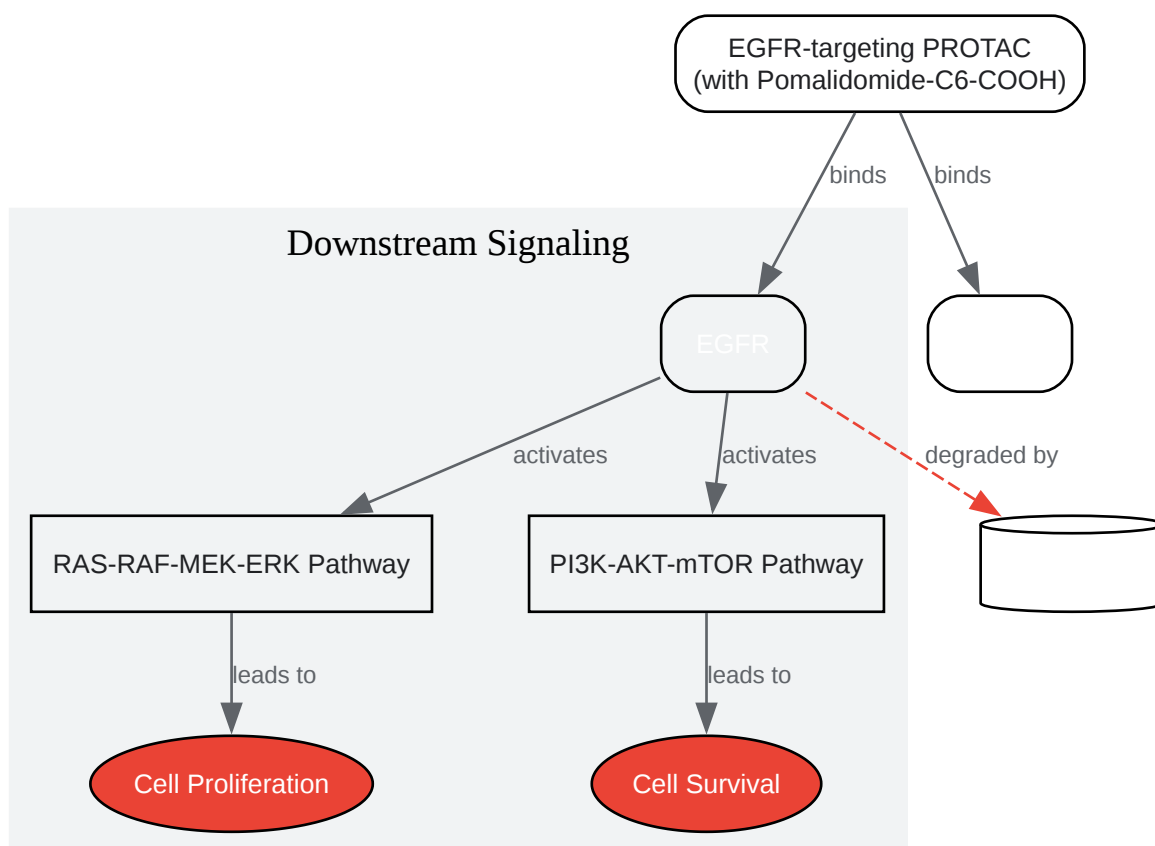 EGFR-targeting PROTAC
(with Pomalidomide-C6-COOH)
binds
binds
Downstream Signaling
EGFR
activates
activates
degraded by
RAS-RAF-MEK-ERK Pathway
PI3K-AKT-mTOR Pathway
leads to
leads to
Cell Proliferation
Cell Survival